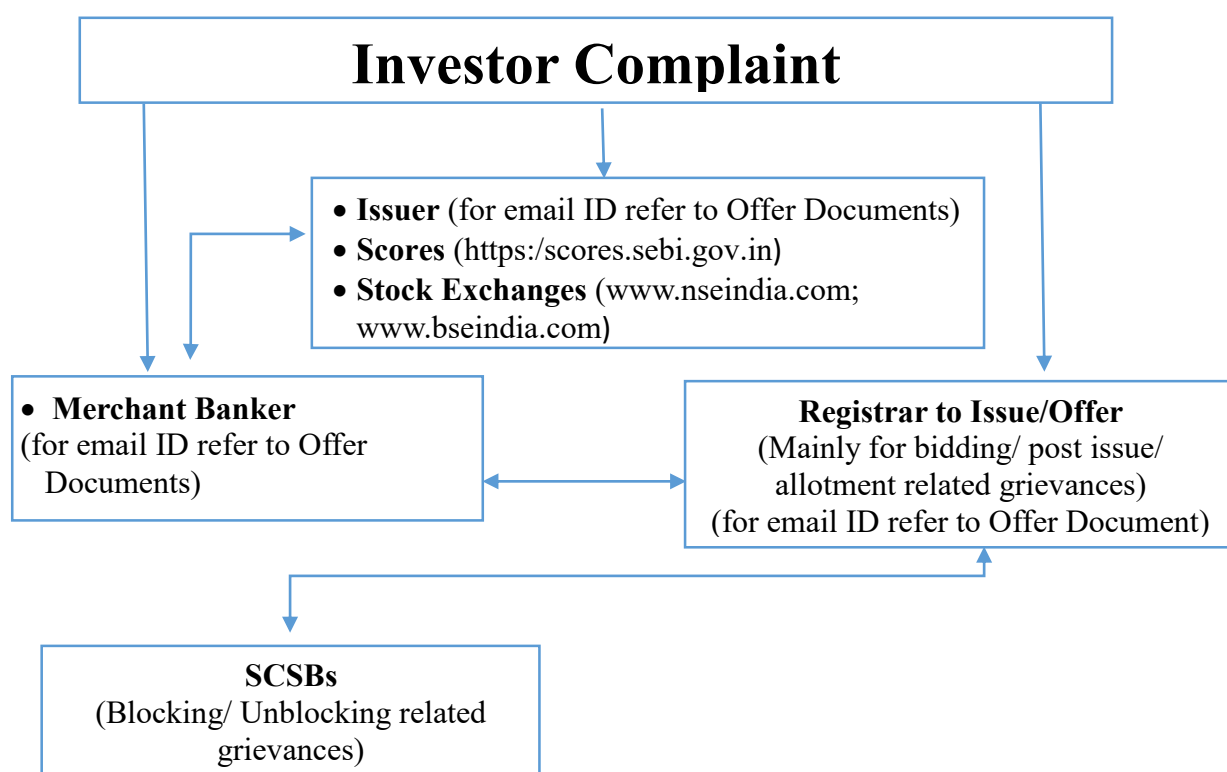 Investor Complaint
• Issuer (for email ID refer to Offer Documents)
• Scores (https:/scores.sebi.gov.in)
• Stock Exchanges (www.nseindia.com;
www.bseindia.com)
• Merchant Banker
(for email ID refer to Offer
Documents)
Registrar to Issue/Offer
(Mainly for bidding/ post issue/
allotment related grievances)
(for email ID refer to Offer Document)
SCSBs
(Blocking/ Unblocking related
grievances)